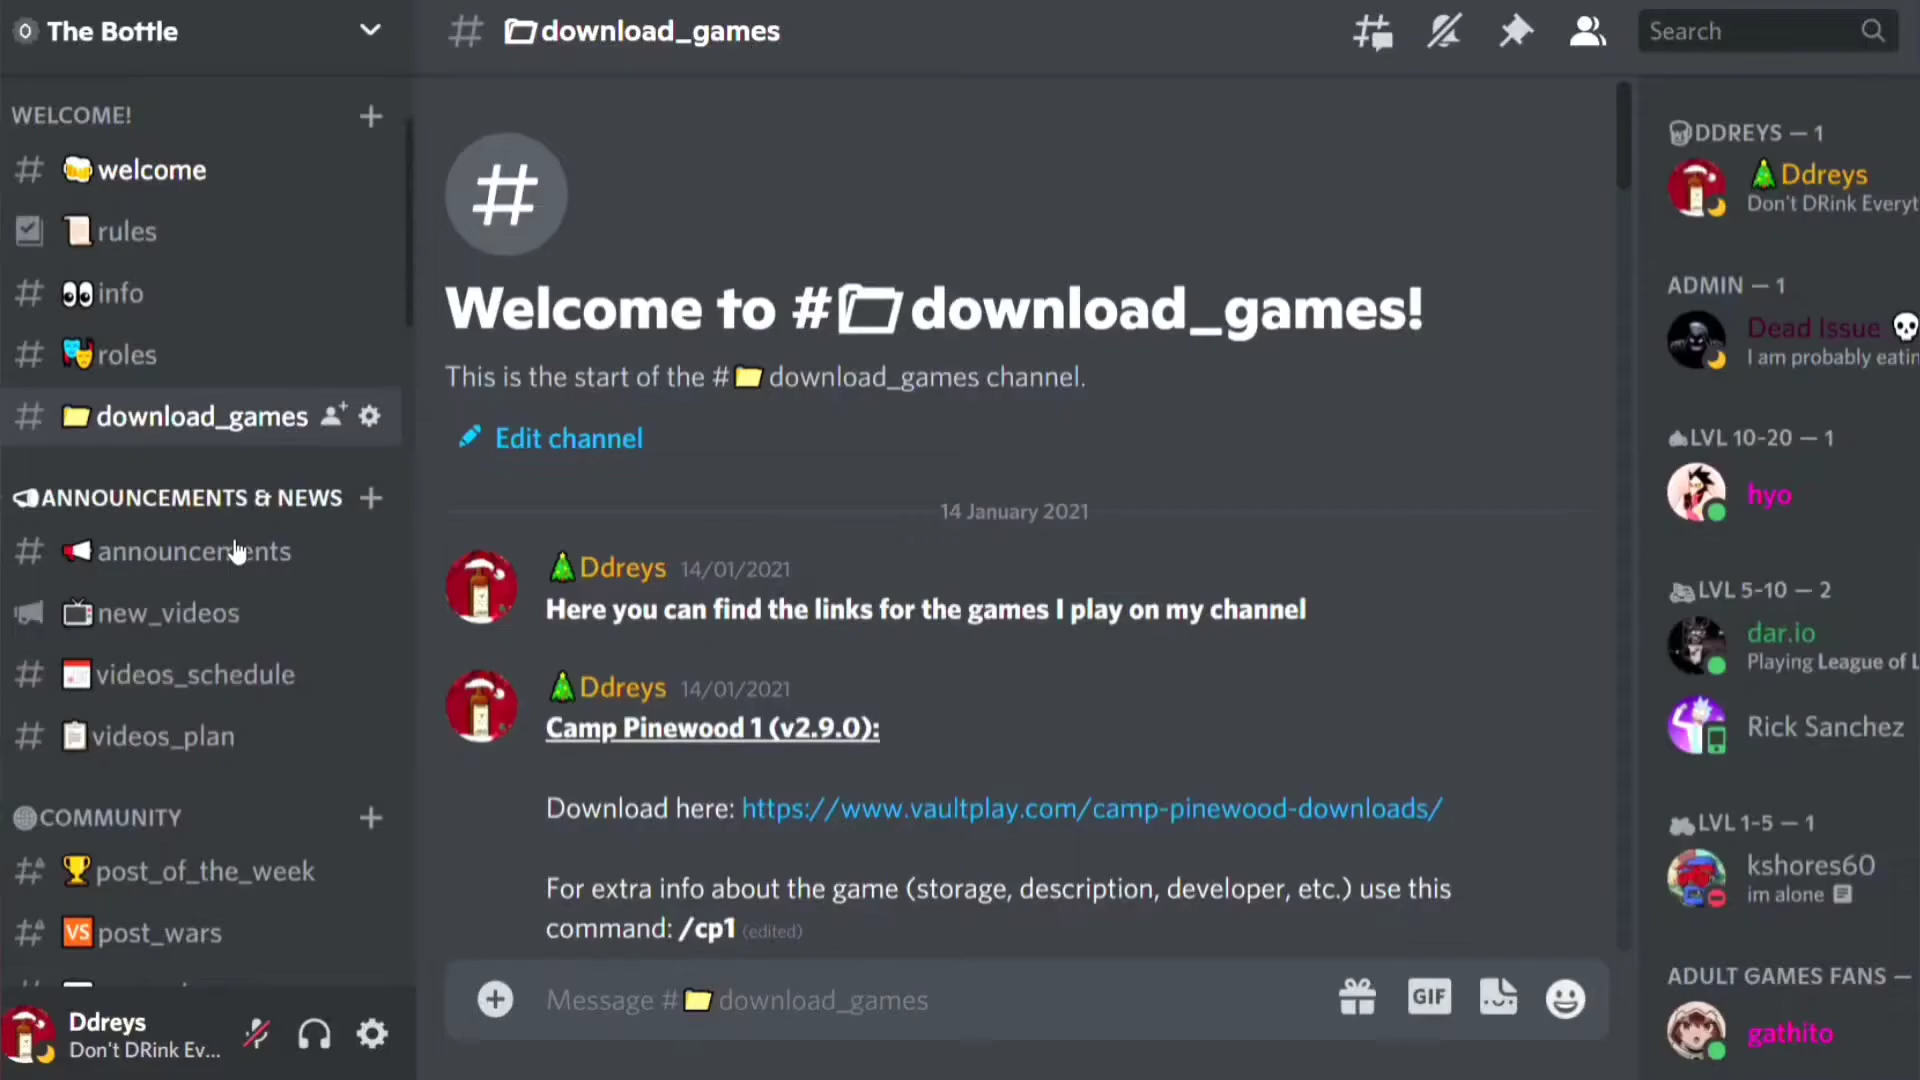 The Bottle
WELCOME!
welcome
rules
info
roles
download_games
ANNOUNCEMENTS & NEWS
announcements
new_videos
videos_schedule
videos_plan
COMMUNITY
post_of_the_week
VS post_wars
Ddreys
Don't DRink Ev...
# download_games
Search
Welcome to # download_games!
This is the start of the # download_games channel.
Edit channel
14 January 2021
Ddreys 14/01/2021
Here you can find the links for the games I play on my channel
Ddreys 14/01/2021
Camp Pinewood 1 (v2.9.0):
Download here: https://www.vaultplay.com/camp-pinewood-downloads/
For extra info about the game (storage, description, developer, etc.) use this
command: /cp1 (edited)
Message # download_games
GIF
DDREYS — 1
Ddreys
Don't DRink Everyt
ADMIN — 1
Dead Issue
I am probably eatin
LVL 10-20 — 1
hyo
LVL 5-10 — 2
dar.io
Playing League of L
Rick Sanchez
LVL 1-5 — 1
kshores60
im alone
ADULT GAMES FANS —
gathito